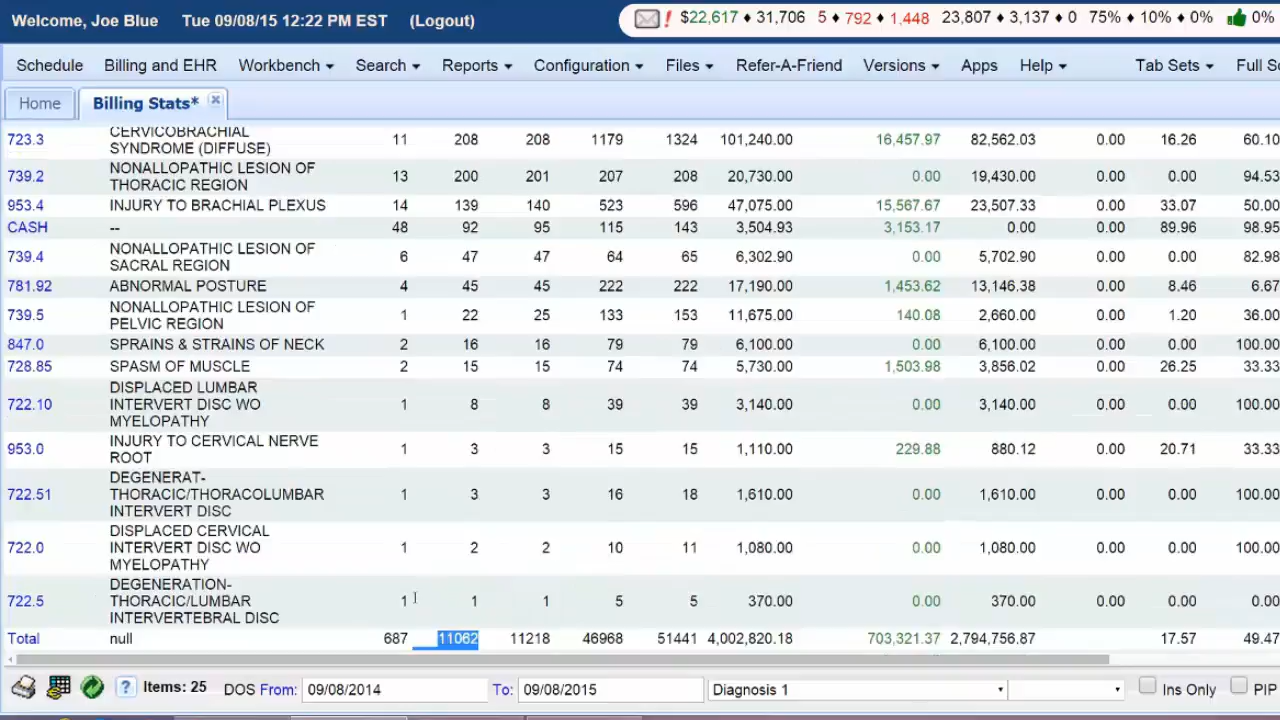 Welcome, Joe Blue Tue 09/08/15 12:22 PM EST (Logout) ! $22,617 ♦ 31,706 5 ♦ 792 ♦ 1,448 23,807 ♦ 3,137 ♦ 0 75% ♦ 10% ♦ 0% 0%
Schedule Billing and EHR Workbench Search Reports Configuration Files Refer-A-Friend Versions Apps Help Tab Sets Full Sc
Home Billing Stats*
723.3 CERVICOBRACHIAL SYNDROME (DIFFUSE) 11 208 208 1179 1324 101,240.00 16,457.97 82,562.03 0.00 16.26 60.10
739.2 NONALLOPATHIC LESION OF THORACIC REGION 13 200 201 207 208 20,730.00 0.00 19,430.00 0.00 0.00 94.53
953.4 INJURY TO BRACHIAL PLEXUS 14 139 140 523 596 47,075.00 15,567.67 23,507.33 0.00 33.07 50.00
CASH -- 48 92 95 115 143 3,504.93 3,153.17 0.00 0.00 89.96 98.95
739.4 NONALLOPATHIC LESION OF SACRAL REGION 6 47 47 64 65 6,302.90 0.00 5,702.90 0.00 0.00 82.98
781.92 ABNORMAL POSTURE 4 45 45 222 222 17,190.00 1,453.62 13,146.38 0.00 8.46 6.67
739.5 NONALLOPATHIC LESION OF PELVIC REGION 1 22 25 133 153 11,675.00 140.08 2,660.00 0.00 1.20 36.00
847.0 SPRAINS & STRAINS OF NECK 2 16 16 79 79 6,100.00 0.00 6,100.00 0.00 0.00 100.00
728.85 SPASM OF MUSCLE 2 15 15 74 74 5,730.00 1,503.98 3,856.02 0.00 26.25 33.33
722.10 DISPLACED LUMBAR INTERVERT DISC WO MYELOPATHY 1 8 8 39 39 3,140.00 0.00 3,140.00 0.00 0.00 100.00
953.0 INJURY TO CERVICAL NERVE ROOT 1 3 3 15 15 1,110.00 229.88 880.12 0.00 20.71 33.33
722.51 DEGENERAT-THORACIC/THORACOLUMBAR INTERVERT DISC 1 3 3 16 18 1,610.00 0.00 1,610.00 0.00 0.00 100.00
722.0 DISPLACED CERVICAL INTERVERT DISC WO MYELOPATHY 1 2 2 10 11 1,080.00 0.00 1,080.00 0.00 0.00 100.00
722.5 DEGENERATION-THORACIC/LUMBAR INTERVERTEBRAL DISC 1 1 1 5 5 370.00 0.00 370.00 0.00 0.00 0.00
Total null 687 11062 11218 46968 51441 4,002,820.18 703,321.37 2,794,756.87 17.57 49.47
? Items: 25 DOS From: 09/08/2014 To: 09/08/2015 Diagnosis 1 Ins Only PIP